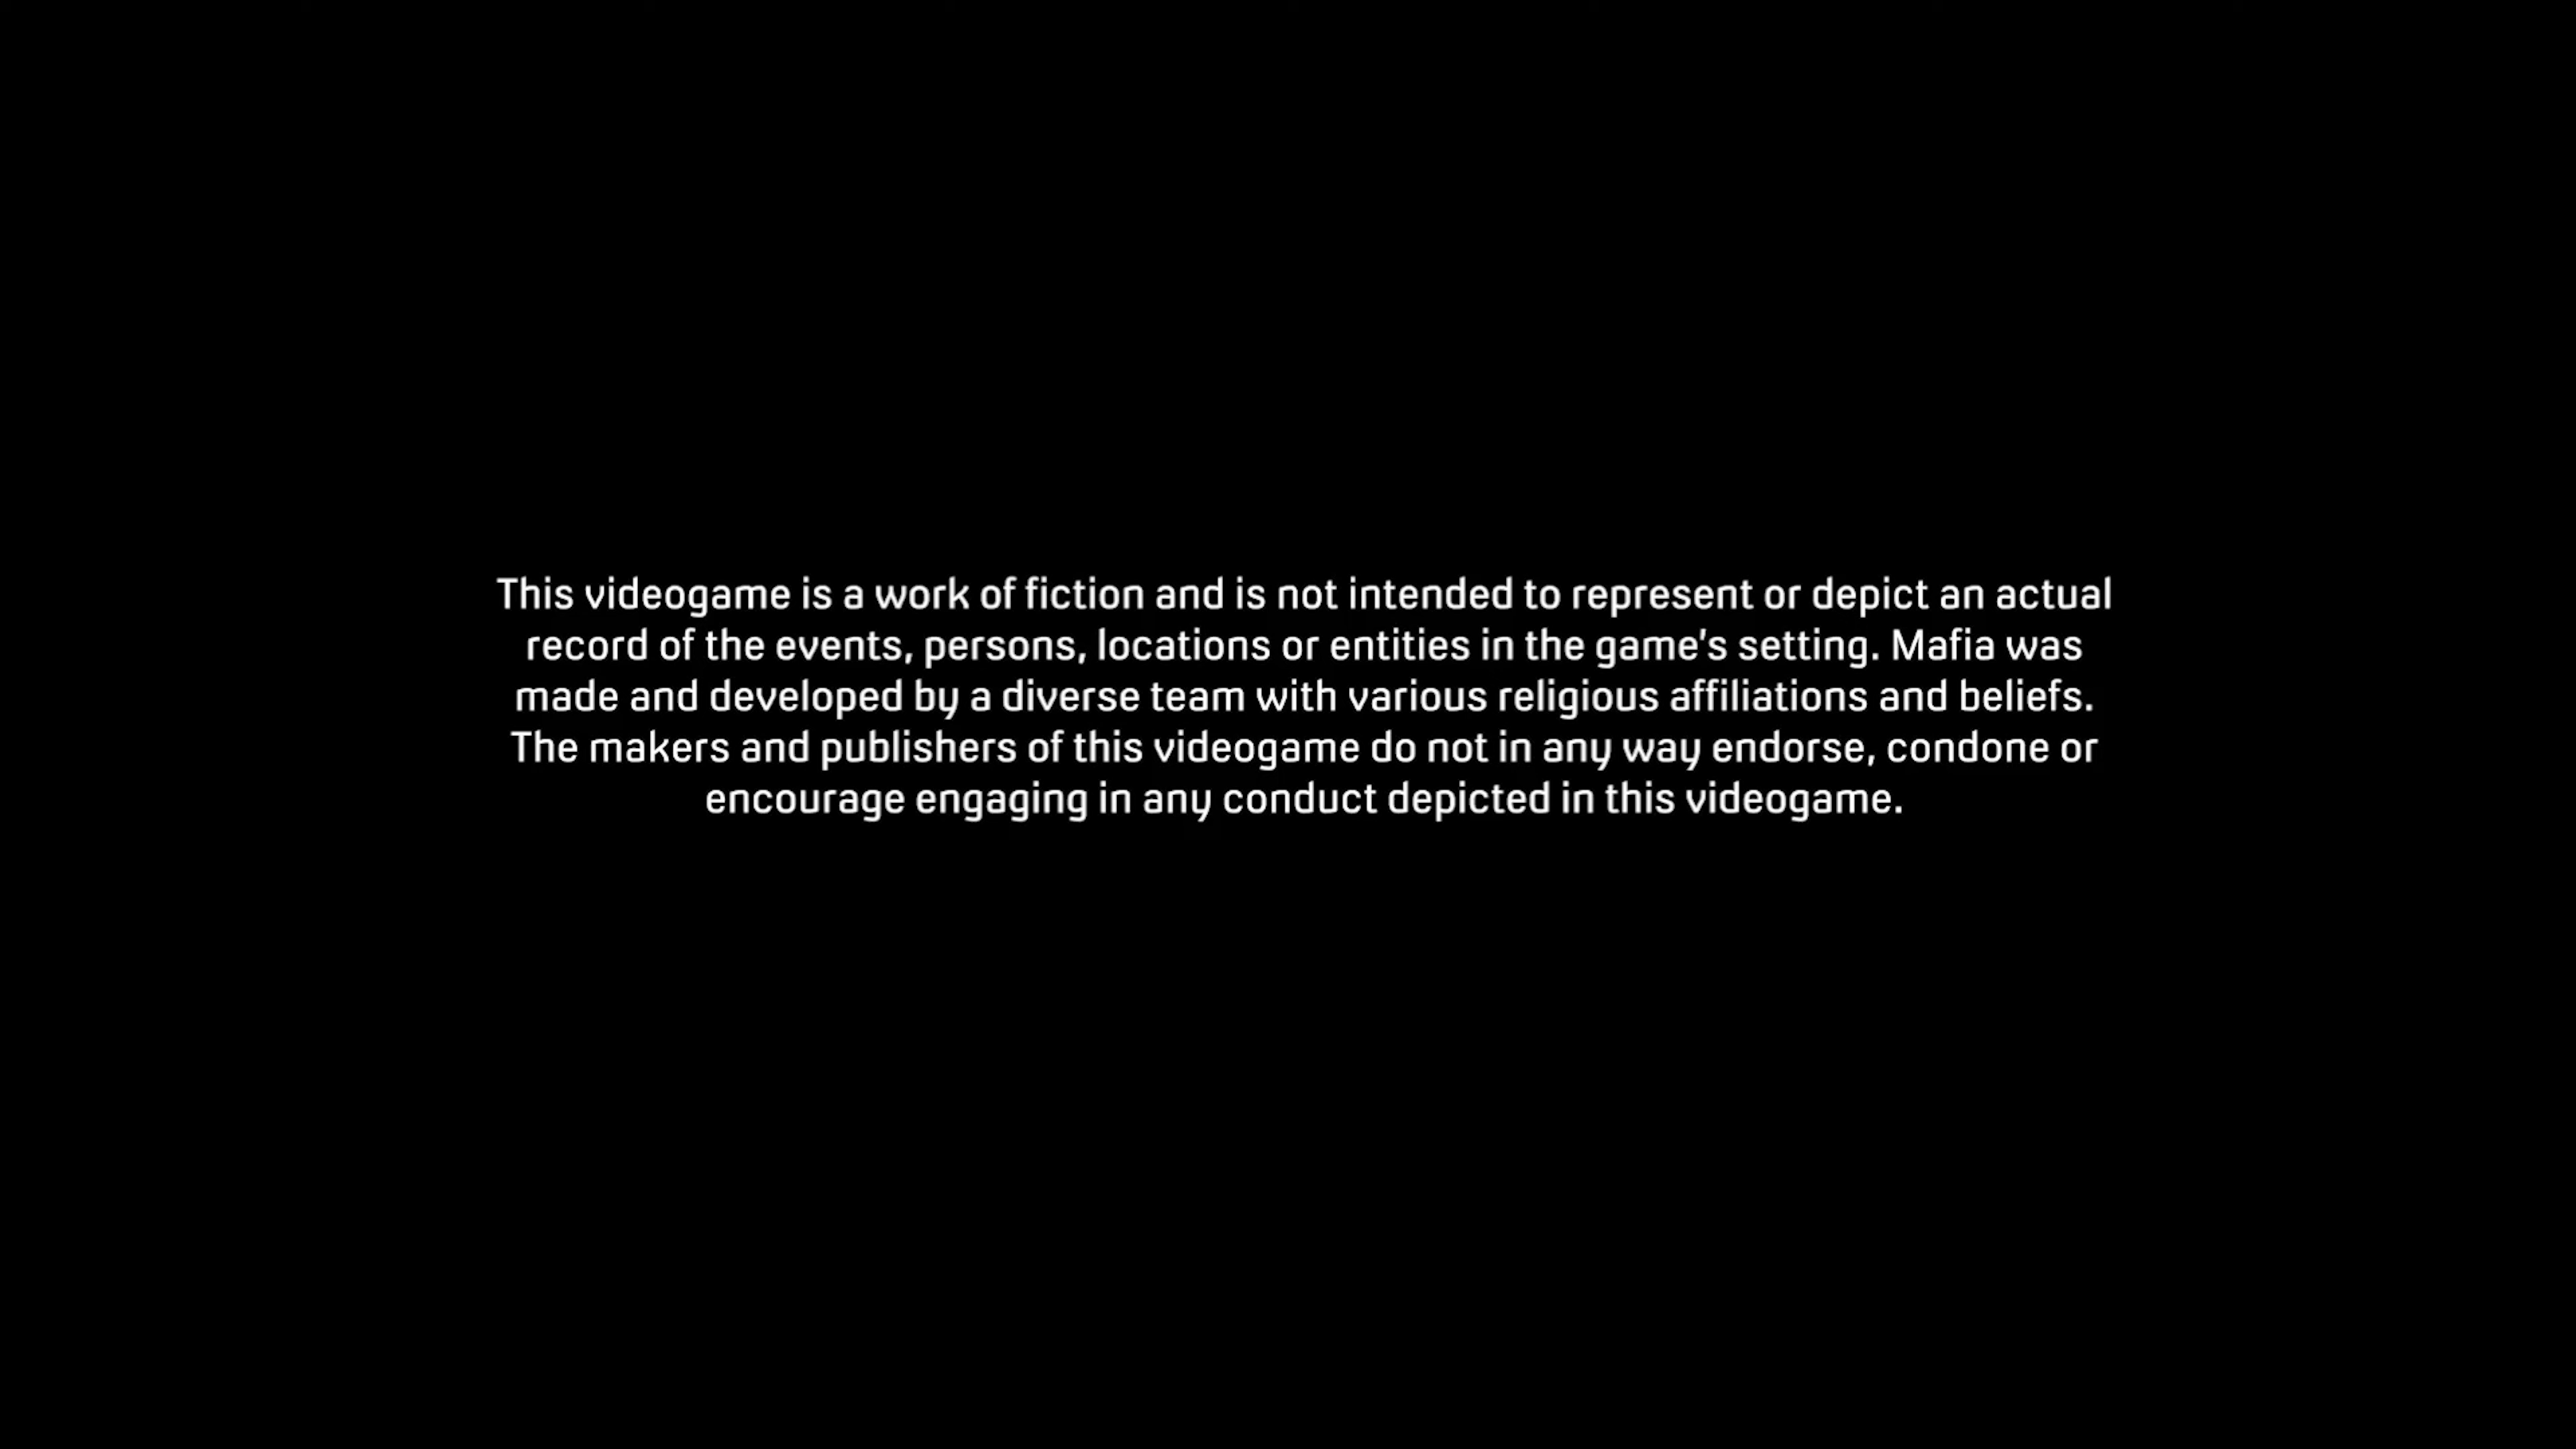 This videogame is a work of fiction and is not intended to represent or depict an actual
record of the events, persons, locations or entities in the game's setting. Mafia was
made and developed by a diverse team with various religious affiliations and beliefs.
The makers and publishers of this videogame do not in any way endorse, condone or
encourage engaging in any conduct depicted in this videogame.